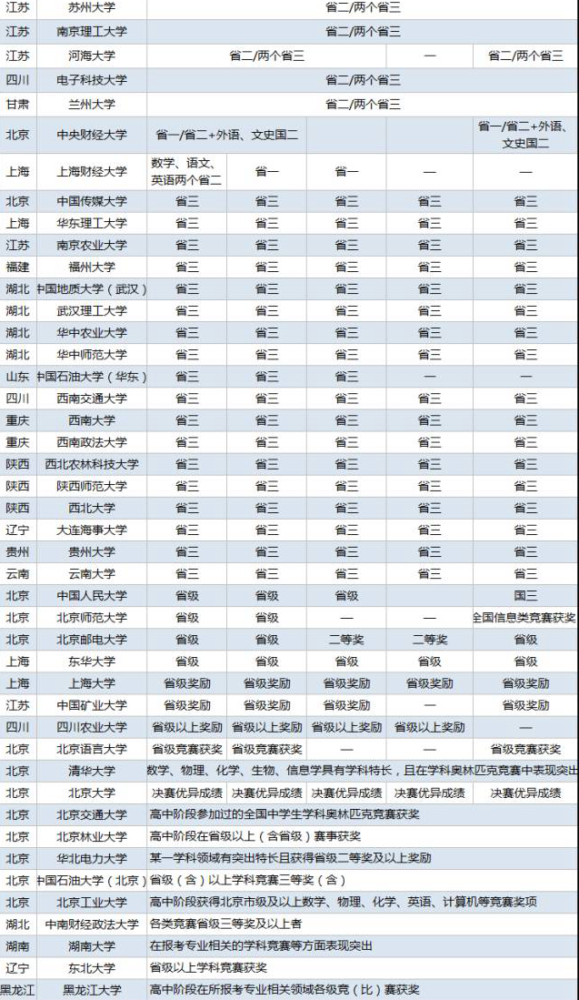 江苏 苏州大学 省二/两个省三
江苏 南京理工大学 省二/两个省三
江苏 河海大学 省二/两个省三 — 省二/两个省三
四川 电子科技大学 省二/两个省三
甘肃 兰州大学 省二/两个省三
北京 中央财经大学 省一/省二+外语、文史国二 省一/省二+外语、
文史国二
上海 上海财经大学 数学、语文、 省一 省一 — —
英语两个省二
北京 中国传媒大学 省三 省三 省三 省三 省三
上海 华东理工大学 省三 省三 省三 省三 省三
江苏 南京农业大学 省三 省三 省三 省三 省三
福建 福州大学 省三 省三 省三 省三 省三
湖北 中国地质大学（武汉） 省三 省三 省三 省三 省三
湖北 武汉理工大学 省三 省三 省三 省三 省三
湖北 华中农业大学 省三 省三 省三 省三 省三
湖北 华中师范大学 省三 省三 省三 省三 省三
山东 中国石油大学（华东） 省三 省三 省三 — —
四川 西南交通大学 省三 省三 省三 省三 省三
重庆 西南大学 省三 省三 省三 省三 省三
重庆 西南政法大学 省三 省三 省三 省三 省三
陕西 西北农林科技大学 省三 省三 省三 省三 省三
陕西 陕西师范大学 省三 省三 省三 省三 省三
陕西 西北大学 省三 省三 省三 省三 省三
辽宁 大连海事大学 省三 省三 省三 省三 省三
贵州 贵州大学 省三 省三 省三 省三 省三
云南 云南大学 省三 省三 省三 省三 省三
北京 中国人民大学 省级 省级 省级 国三
北京 北京师范大学 省级 省级 — — 全国信息类竞赛获奖
北京 北京邮电大学 省级 省级 二等奖 二等奖 省级
上海 东华大学 省级 省级 省级 省级 省级
上海 上海大学 省级奖励 省级奖励 省级奖励 省级奖励 省级奖励
江苏 中国矿业大学 省级奖励 省级奖励 省级奖励 — 省级奖励
四川 四川农业大学 省级以上奖励 省级以上奖励 省级以上奖励 省级以上奖励 —
北京 北京语言大学 省级竞赛获奖 省级竞赛获奖 — — 省级竞赛获奖
北京 清华大学 数学、物理、化学、生物、信息学具有学科特长，且在学科奥林匹克竞赛中表现突出
北京 北京大学 决赛优异成绩 决赛优异成绩 决赛优异成绩 决赛优异成绩 决赛优异成绩
北京 北京交通大学 高中阶段参加过的全国中学生学科奥林匹克竞赛获奖
北京 北京林业大学 高中阶段在省级以上（含省级）赛事获奖
北京 华北电力大学 某一学科领域有突出特长且获得省级二等奖及以上奖励
北京 中国石油大学（北京） 省级（含）以上学科竞赛三等奖（含）
北京 北京工业大学 高中阶段获得北京市级及以上数学、物理、化学、英语、计算机等竞赛奖项
湖北 中南财经政法大学 各类竞赛省级三等奖及以上者
湖南 湖南大学 在报考专业相关的学科竞赛等方面表现突出
辽宁 东北大学 省级以上学科竞赛获奖
黑龙江 黑龙江大学 高中阶段在所报考专业相关领域各级竞（比）赛获奖